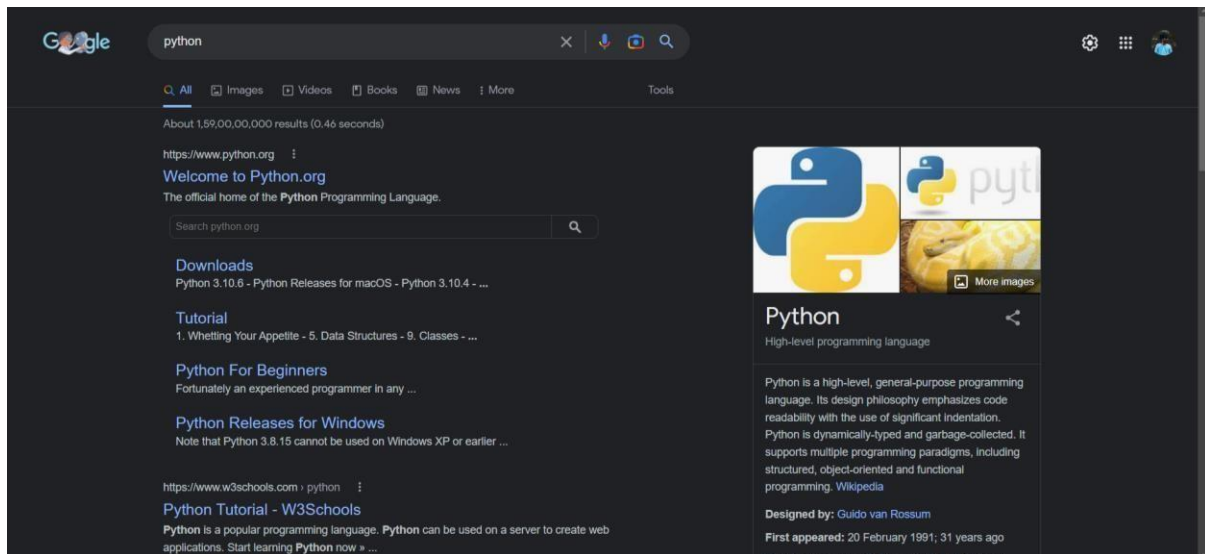 Google
python
All Images Videos Books News More Tools
About 1,59,00,00,000 results (0.46 seconds)
https://www.python.org
Welcome to Python.org
The official home of the Python Programming Language.
Search python.org
Downloads
Python 3.10.6 - Python Releases for macOS - Python 3.10.4 - ...
Tutorial
1. Whetting Your Appetite - 5. Data Structures - 9. Classes - ...
Python For Beginners
Fortunately an experienced programmer in any ...
Python Releases for Windows
Note that Python 3.8.15 cannot be used on Windows XP or earlier ...
https://www.w3schools.com › python
Python Tutorial - W3Schools
Python is a popular programming language. Python can be used on a server to create web
applications. Start learning Python now » ...
More images
Python
High-level programming language
Python is a high-level, general-purpose programming
language. Its design philosophy emphasizes code
readability with the use of significant indentation.
Python is dynamically-typed and garbage-collected. It
supports multiple programming paradigms, including
structured, object-oriented and functional
programming. Wikipedia
Designed by: Guido van Rossum
First appeared: 20 February 1991; 31 years ago